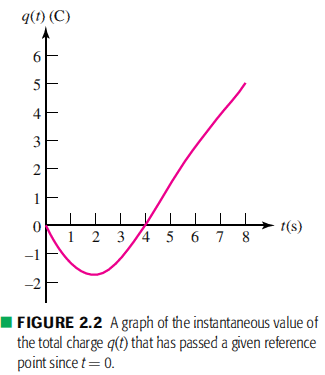 q(t) (C)
6
5
4
3
2
1
0
–1
–2
1 2 3 4 5 6 7 8
t(s)
FIGURE 2.2 A graph of the instantaneous value of
the total charge q(t) that has passed a given reference
point since t = 0.